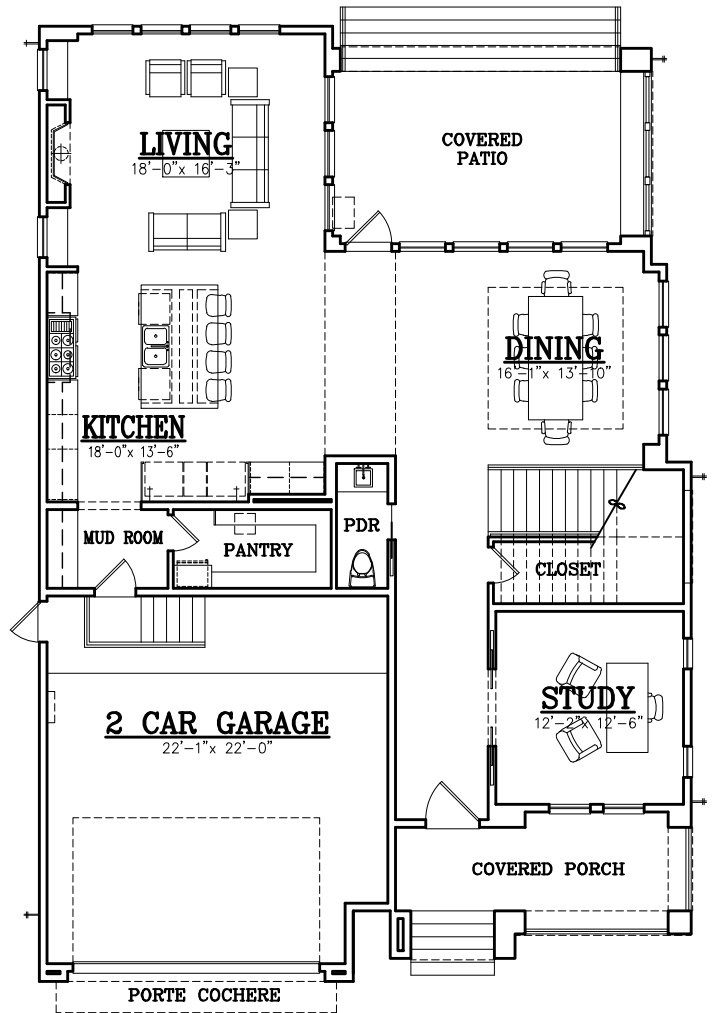 LIVING
18'-0"x 16'-3"
COVERED
PATIO
DINING
16'-1"x 13'-10"
KITCHEN
18'-0"x 13'-6"
MUD ROOM
PANTRY
PDR
CLOSET
STUDY
12'-2"x 12'-6"
2 CAR GARAGE
22'-1"x 22'-0"
COVERED PORCH
PORTE COCHERE